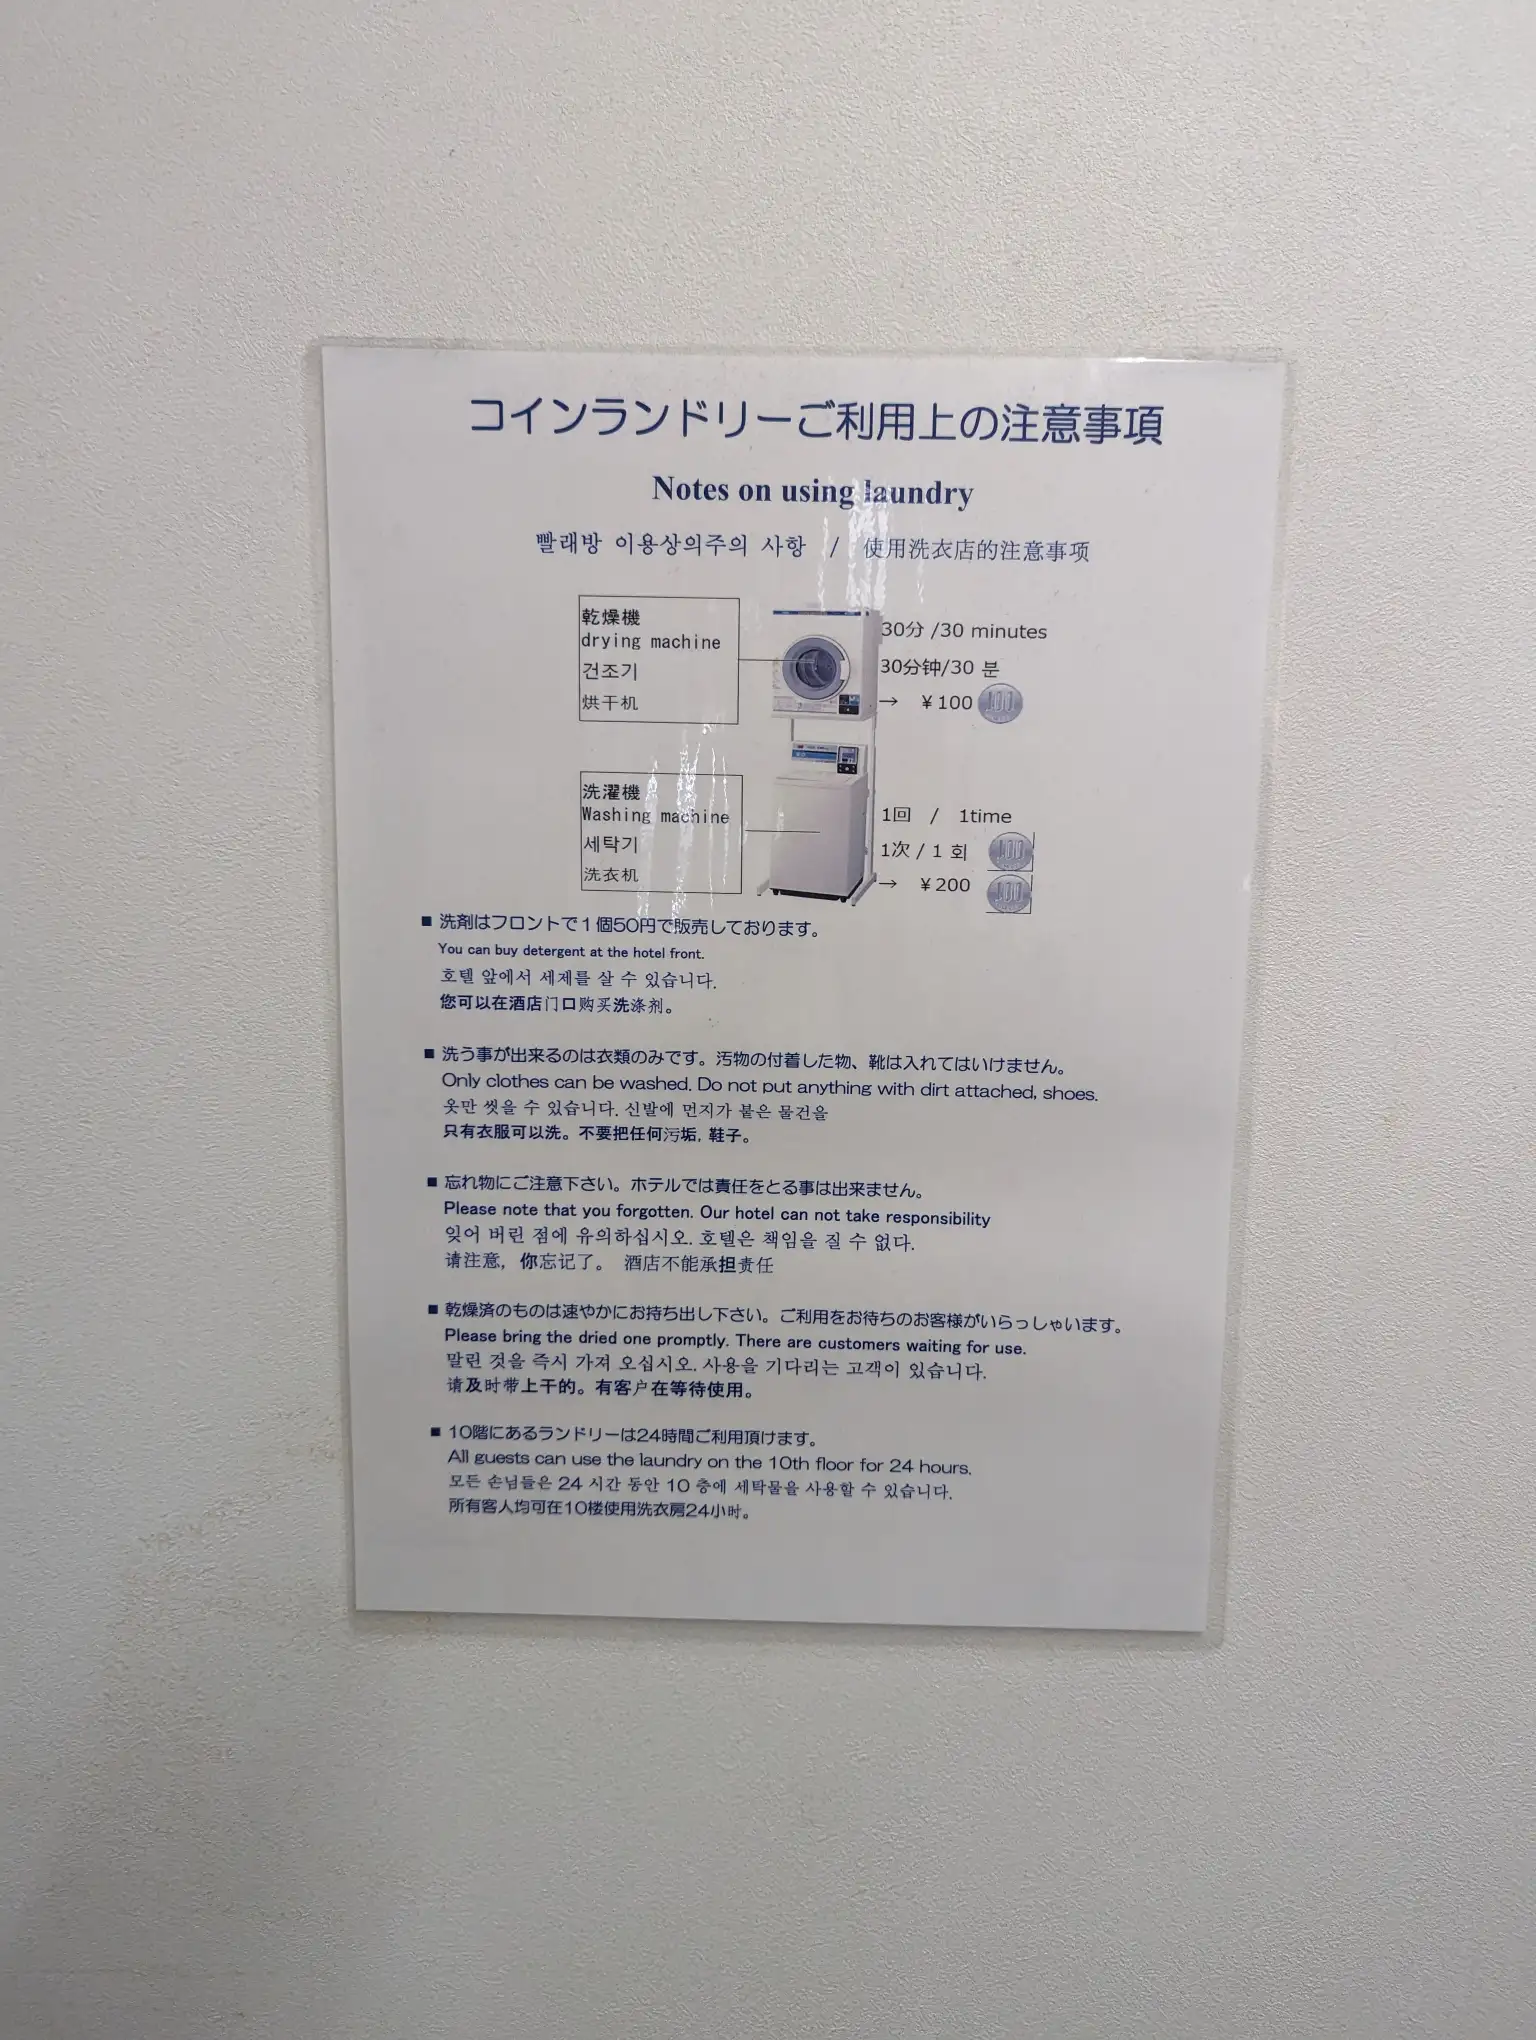 コインランドリーご利用上の注意事項
Notes on using laundry
빨래방 이용상의주의 사항 / 使用洗衣店的注意事项
乾燥機
drying machine
건조기
烘干机
30分 /30 minutes
30分钟/30 분
→ ￥100
洗濯機
Washing machine
세탁기
洗衣机
1回 / 1time
1次 / 1 회
→ ￥200
■ 洗剤はフロントで１個50円で販売しております。
You can buy detergent at the hotel front.
호텔 앞에서 세제를 살 수 있습니다.
您可以在酒店门口购买洗涤剂。
■ 洗う事が出来るのは衣類のみです。汚物の付着した物、靴は入れてはいけません。
Only clothes can be washed. Do not put anything with dirt attached, shoes.
옷만 씻을 수 있습니다. 신발에 먼지가 붙은 물건을
只有衣服可以洗。不要把任何污垢, 鞋子。
■ 忘れ物にご注意下さい。ホテルでは責任をとる事は出来ません。
Please note that you forgotten. Our hotel can not take responsibility
잊어 버린 점에 유의하십시오. 호텔은 책임을 질 수 없다.
请注意，你忘记了。 酒店不能承担责任
■ 乾燥済のものは速やかにお持ち出し下さい。ご利用をお待ちのお客様がいらっしゃいます。
Please bring the dried one promptly. There are customers waiting for use.
말린 것을 즉시 가져 오십시오. 사용을 기다리는 고객이 있습니다.
请及时带上干的。有客户在等待使用。
■ 10階にあるランドリーは24時間ご利用頂けます。
All guests can use the laundry on the 10th floor for 24 hours.
모든 손님들은 24 시간 동안 10 층에 세탁물을 사용할 수 있습니다.
所有客人均可在10楼使用洗衣房24小时。